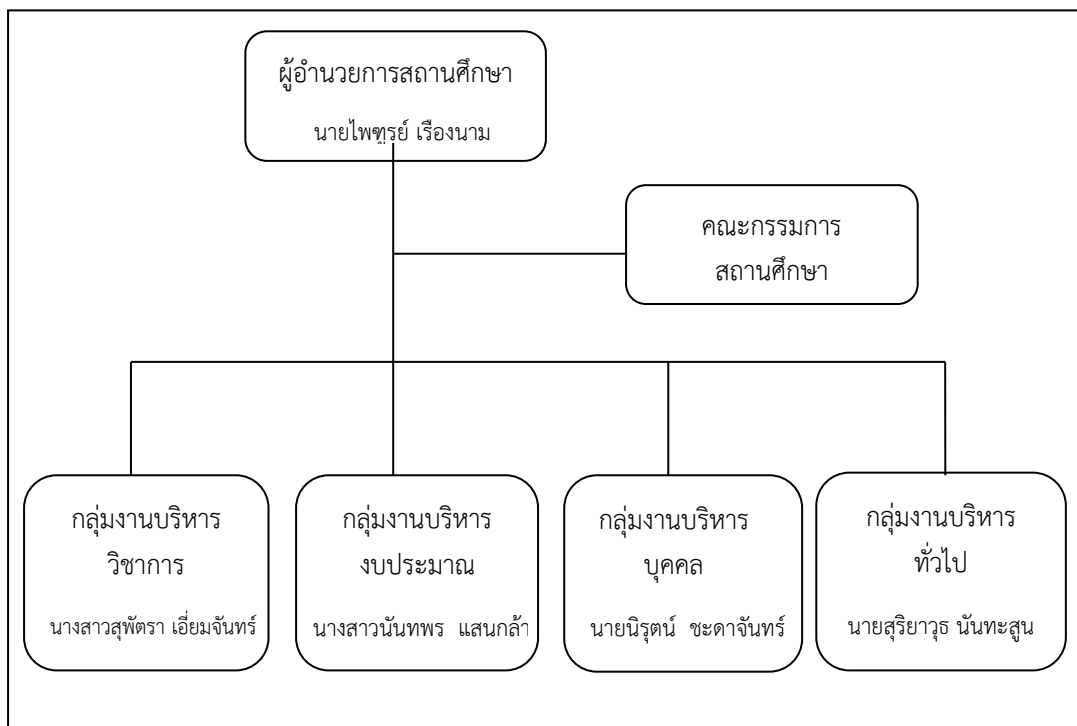 ผู้อำนวยการสถานศึกษา
นายไพฑูรย์ เรืองนาม
คณะกรรมการ
สถานศึกษา
กลุ่มงานบริหาร
วิชาการ
นางสาวสุพัตรา เอี่ยมจันทร์
กลุ่มงานบริหาร
งบประมาณ
นางสาวนันทพร แสนกล้า
กลุ่มงานบริหาร
บุคคล
นายนิรุตน์ ชะดาจันทร์
กลุ่มงานบริหาร
ทั่วไป
นายสุริยาวุธ นันทะสูน